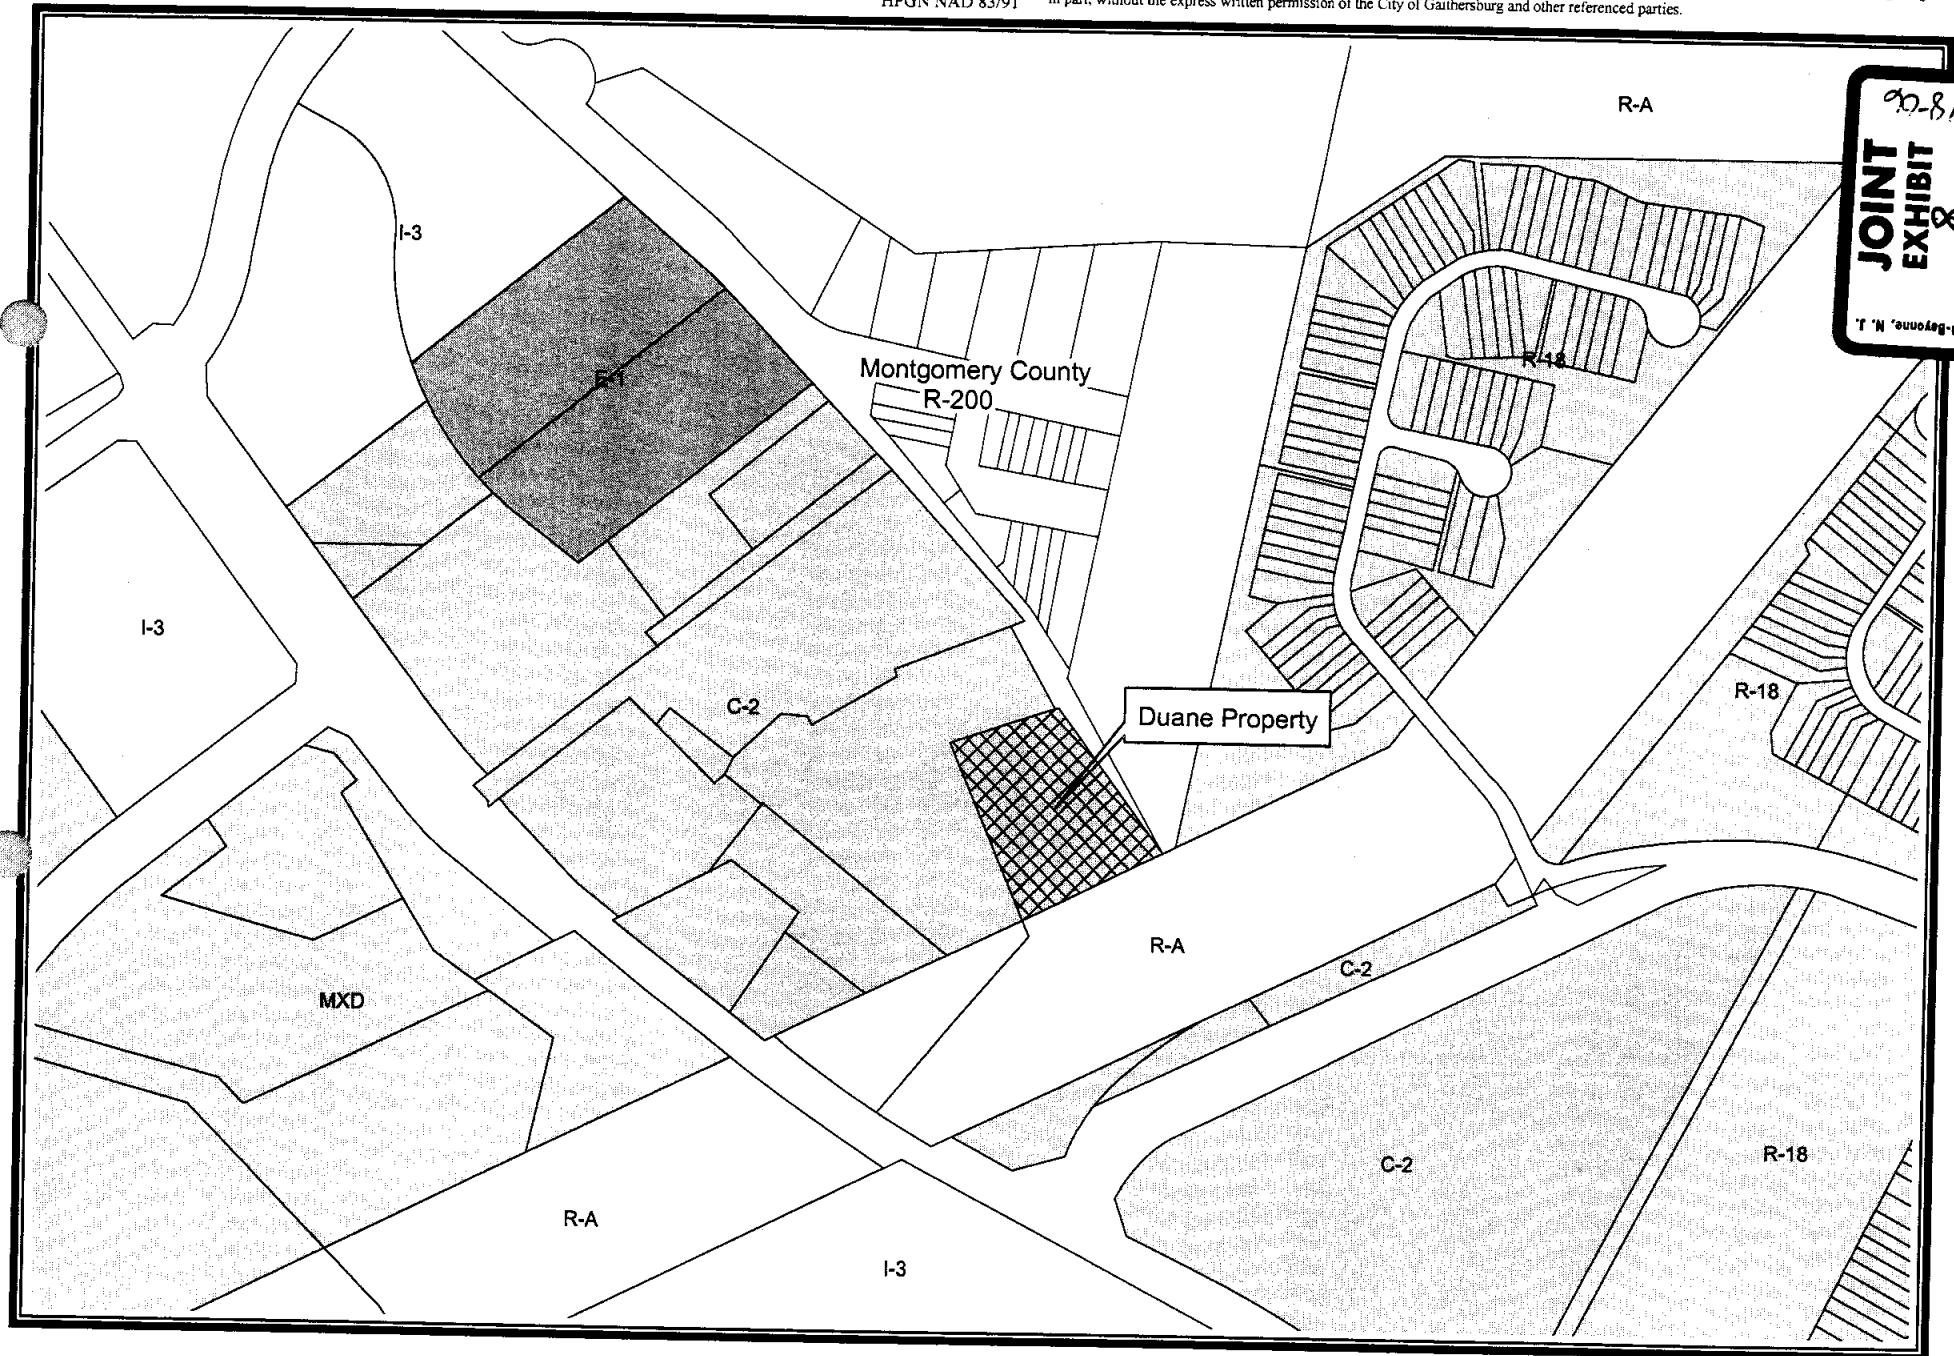 HPGN NAD 83/91 in part, without the express written permission of the City of Gaithersburg and other referenced parties.
R-A
JOINT
EXHIBIT
8
N. J.
I-3
E-1
Montgomery County
R-200
R-18
I-3
C-2
Duane Property
R-18
R-A
C-2
MXD
C-2
R-18
R-A
I-3